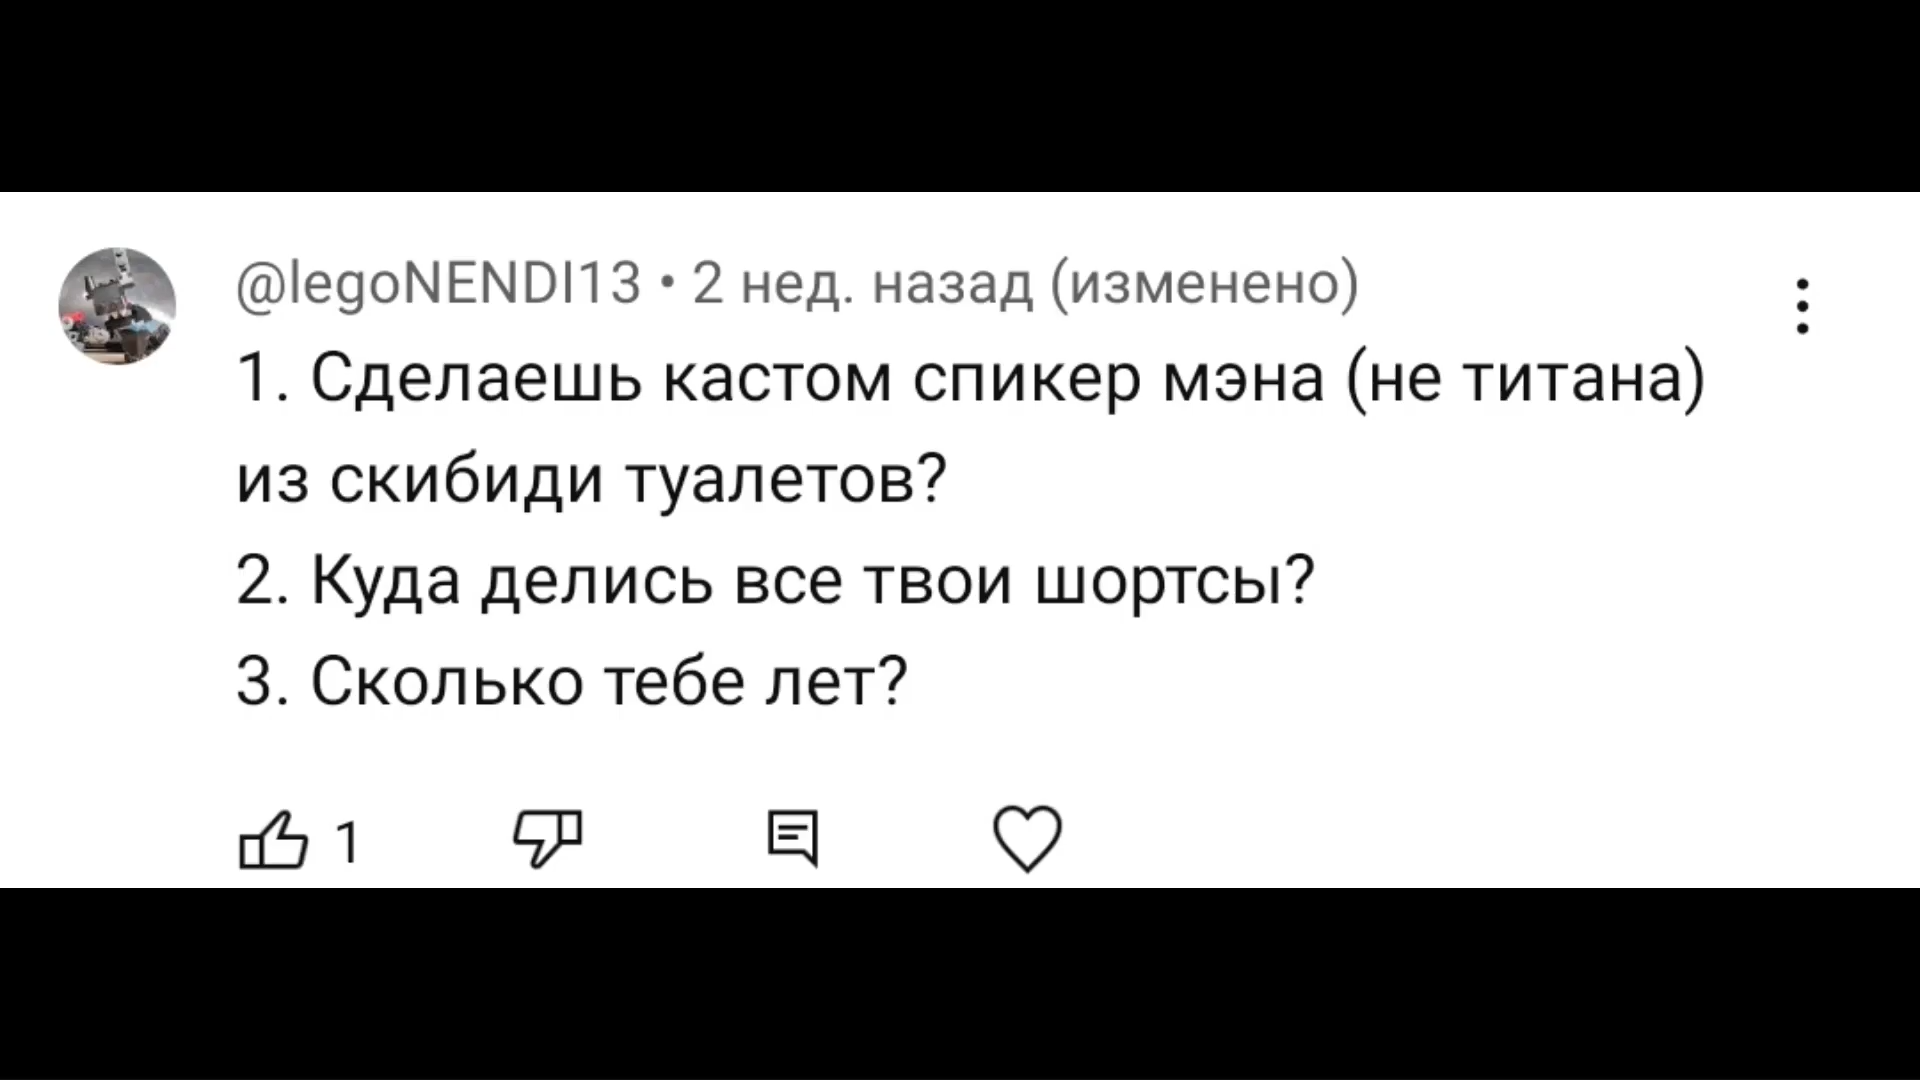 @legoNENDI13 • 2 нед. назад (изменено)
1. Сделаешь кастом спикер мэна (не титана)
из скибиди туалетов?
2. Куда делись все твои шортсы?
3. Сколько тебе лет?
1